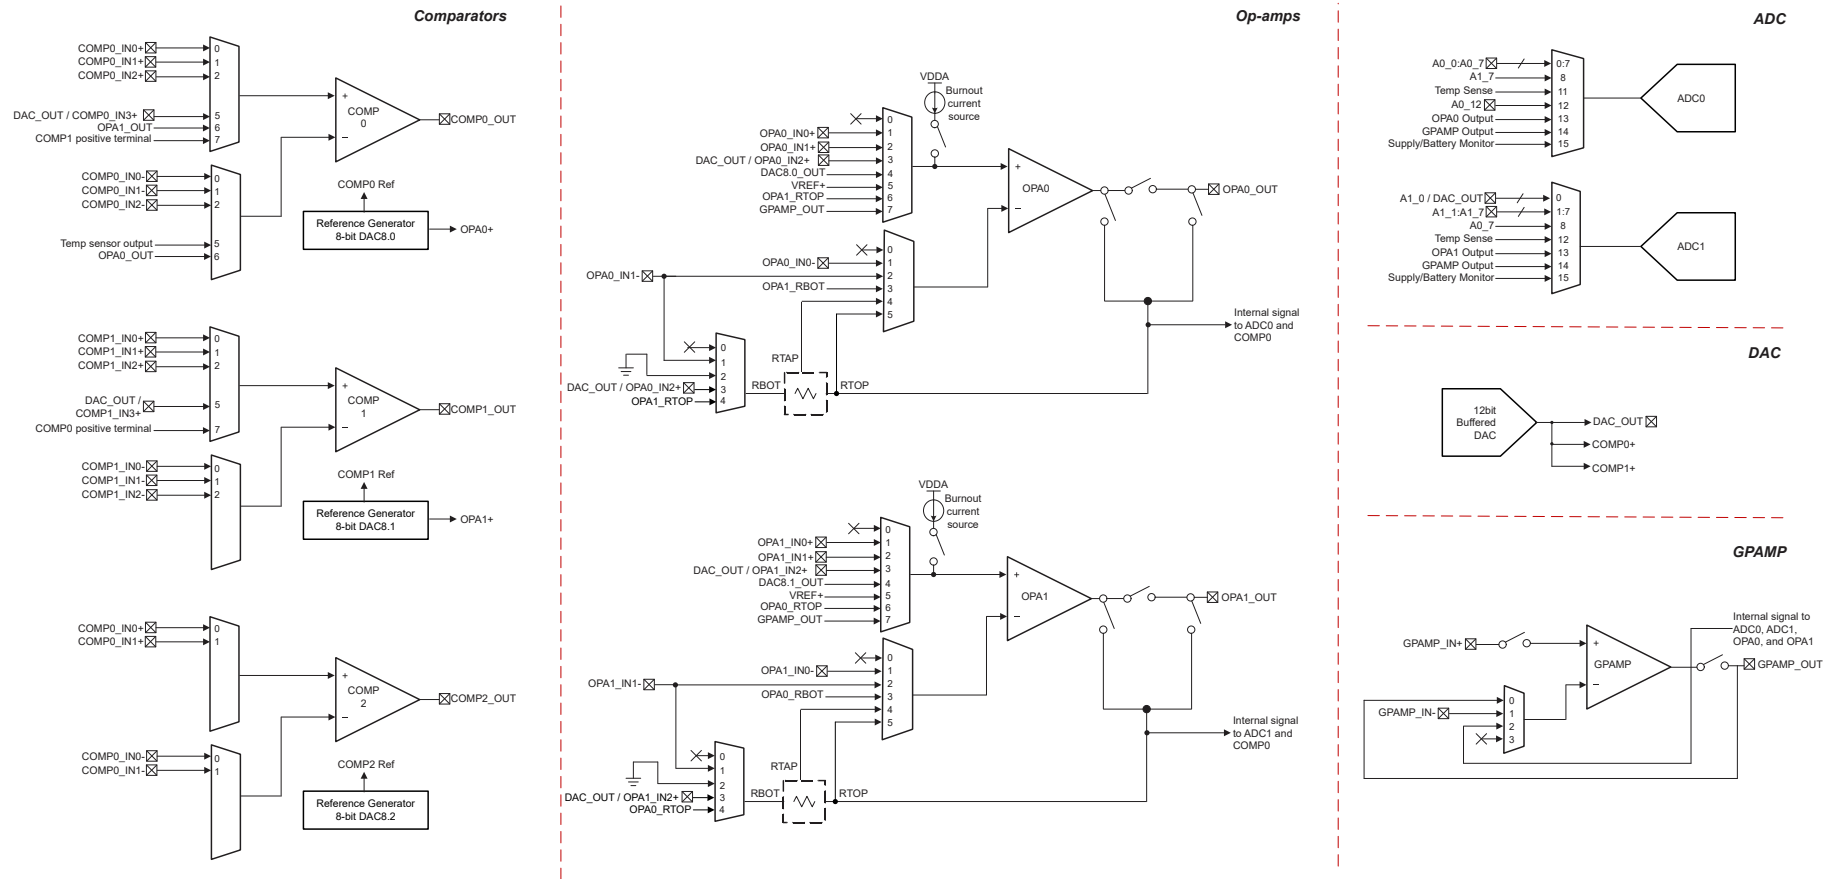 Comparators
COMP0_IN0+
COMP0_IN1+
COMP0_IN2+
DAC_OUT / COMP0_IN3+
OPA1_OUT
COMP1 positive terminal
0
1
2
5
6
7
+
COMP
0
−
COMP0_OUT
COMP0_IN0-
COMP0_IN1-
COMP0_IN2-
Temp sensor output
OPA0_OUT
0
1
2
5
6
COMP0 Ref
Reference Generator
8-bit DAC8.0
OPA0+
COMP1_IN0+
COMP1_IN1+
COMP1_IN2+
DAC_OUT /
COMP1_IN3+
COMP0 positive terminal
0
1
2
5
7
+
COMP
1
−
COMP1_OUT
COMP1_IN0-
COMP1_IN1-
COMP1_IN2-
0
1
2
COMP1 Ref
Reference Generator
8-bit DAC8.1
OPA1+
COMP0_IN0+
COMP0_IN1+
0
1
+
COMP
2
−
COMP2_OUT
COMP0_IN0-
COMP0_IN1-
0
1
COMP2 Ref
Reference Generator
8-bit DAC8.2
Op-amps
VDDA
Burnout
current
source
OPA0_IN0+
OPA0_IN1+
DAC_OUT / OPA0_IN2+
DAC8.0_OUT
VREF+
OPA1_RTOP
GPAMP_OUT
0
1
2
3
4
5
6
7
+
OPA0
−
OPA0_OUT
OPA0_IN0-
OPA0_IN1-
OPA1_RBOT
0
1
2
3
4
5
Internal signal
to ADC0 and
COMP0
DAC_OUT / OPA0_IN2+
OPA1_RTOP
0
1
2
3
4
RTAP
RBOT
RTOP
VDDA
Burnout
current
source
OPA1_IN0+
OPA1_IN1+
DAC_OUT / OPA1_IN2+
DAC8.1_OUT
VREF+
OPA0_RTOP
GPAMP_OUT
0
1
2
3
4
5
6
7
+
OPA1
−
OPA1_OUT
OPA1_IN0-
OPA1_IN1-
OPA0_RBOT
0
1
2
3
4
5
Internal signal
to ADC1 and
COMP0
DAC_OUT / OPA1_IN2+
OPA0_RTOP
0
1
2
3
4
RTAP
RBOT
RTOP
ADC
A0_0:A0_7
A1_7
Temp Sense
A0_12
OPA0 Output
GPAMP Output
Supply/Battery Monitor
0:7
8
11
12
13
14
15
ADC0
A1_0 / DAC_OUT
A1_1:A1_7
A0_7
Temp Sense
OPA1 Output
GPAMP Output
Supply/Battery Monitor
0
1:7
8
12
13
14
15
ADC1
DAC
12bit
Buffered
DAC
DAC_OUT
COMP0+
COMP1+
GPAMP
GPAMP_IN+
+
GPAMP
−
Internal signal to
ADC0, ADC1,
OPA0, and OPA1
GPAMP_OUT
GPAMP_IN-
0
1
2
3